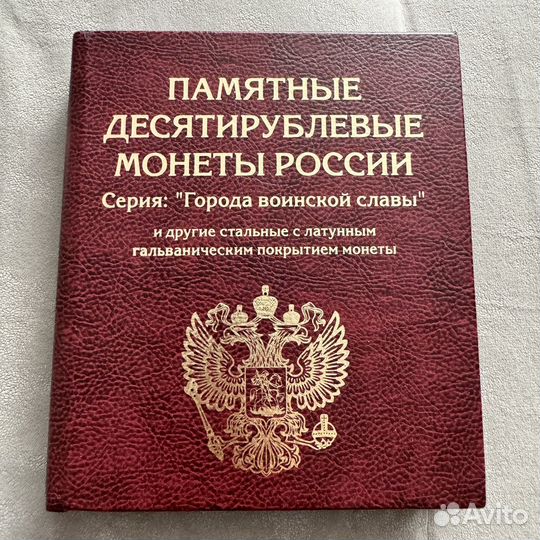 ПАМЯТНЫЕ
ДЕСЯТИРУБЛЕВЫЕ
МОНЕТЫ РОССИИ
Серия: "Города воинской славы"
и другие стальные с латунным
гальваническим покрытием монеты
Avito